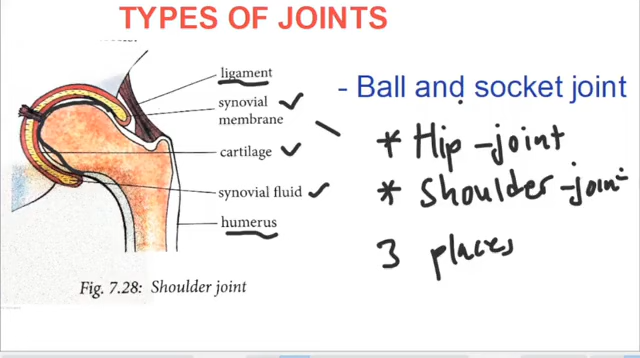 TYPES OF JOINTS
ligament
- Ball and socket joint
synovial
membrane
* Hip-joint
cartilage
* Shoulder-joint
synovial fluid
humerus
3 places
Fig. 7.28: Shoulder joint